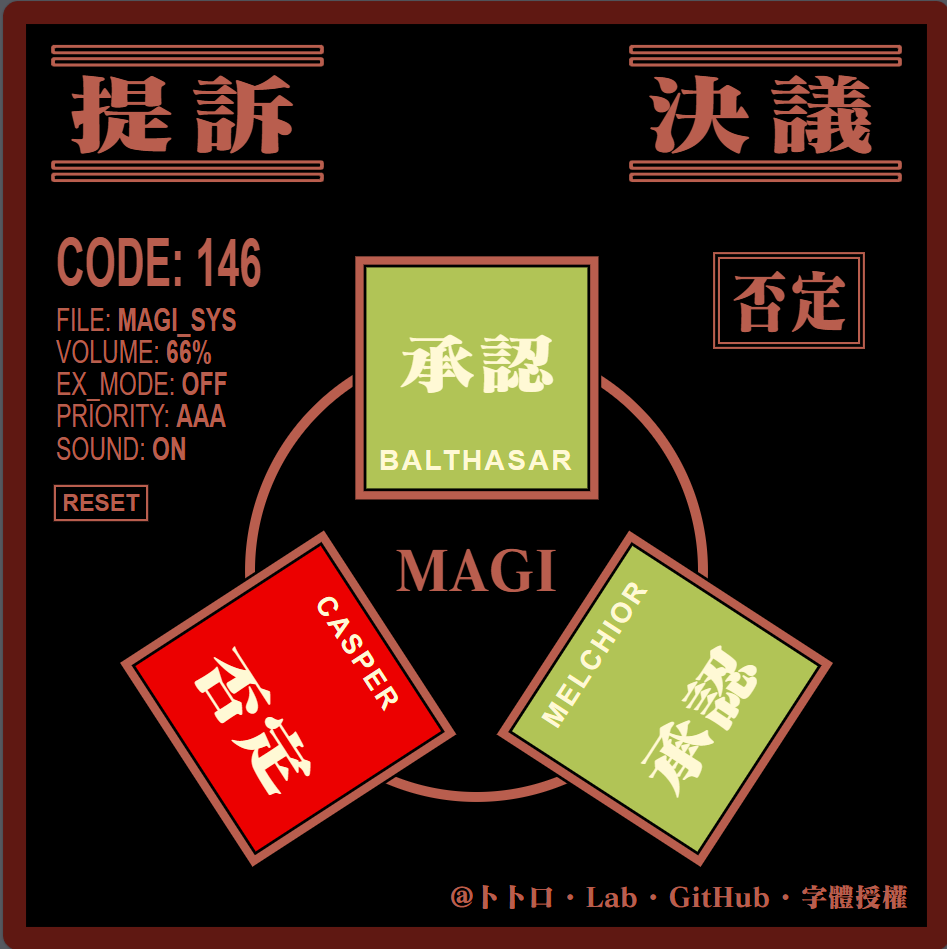 提訴
決議
CODE: 146
FILE: MAGI_SYS
VOLUME: 66%
EX_MODE: OFF
PRIORITY: AAA
SOUND: ON
RESET
否定
承認
BALTHASAR
MAGI
CASPER
否定
MELCHIOR
承認
@トトロ・Lab・GitHub・字體授權